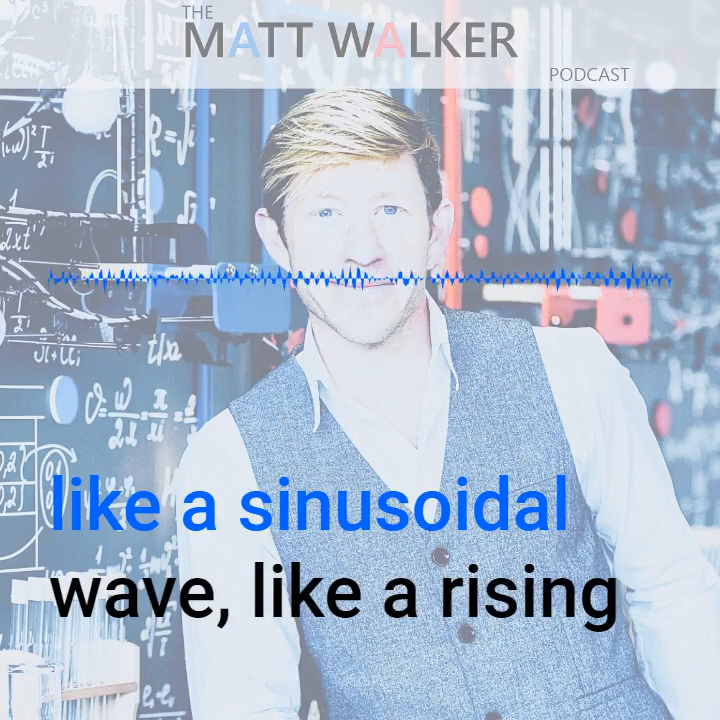 THE
MATT WALKER
PODCAST
like a sinusoidal
wave, like a rising